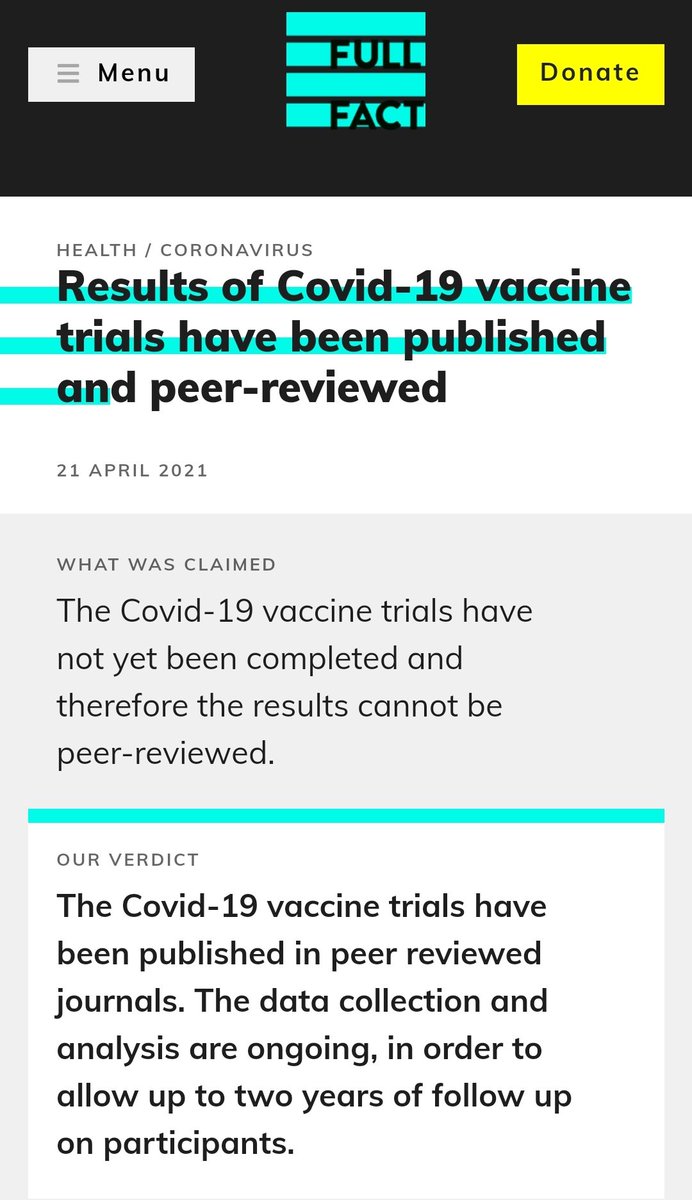 Menu
FULL
FACT
Donate
HEALTH / CORONAVIRUS
Results of Covid-19 vaccine
trials have been published
and peer-reviewed
21 APRIL 2021
WHAT WAS CLAIMED
The Covid-19 vaccine trials have
not yet been completed and
therefore the results cannot be
peer-reviewed.
OUR VERDICT
The Covid-19 vaccine trials have
been published in peer reviewed
journals. The data collection and
analysis are ongoing, in order to
allow up to two years of follow up
on participants.